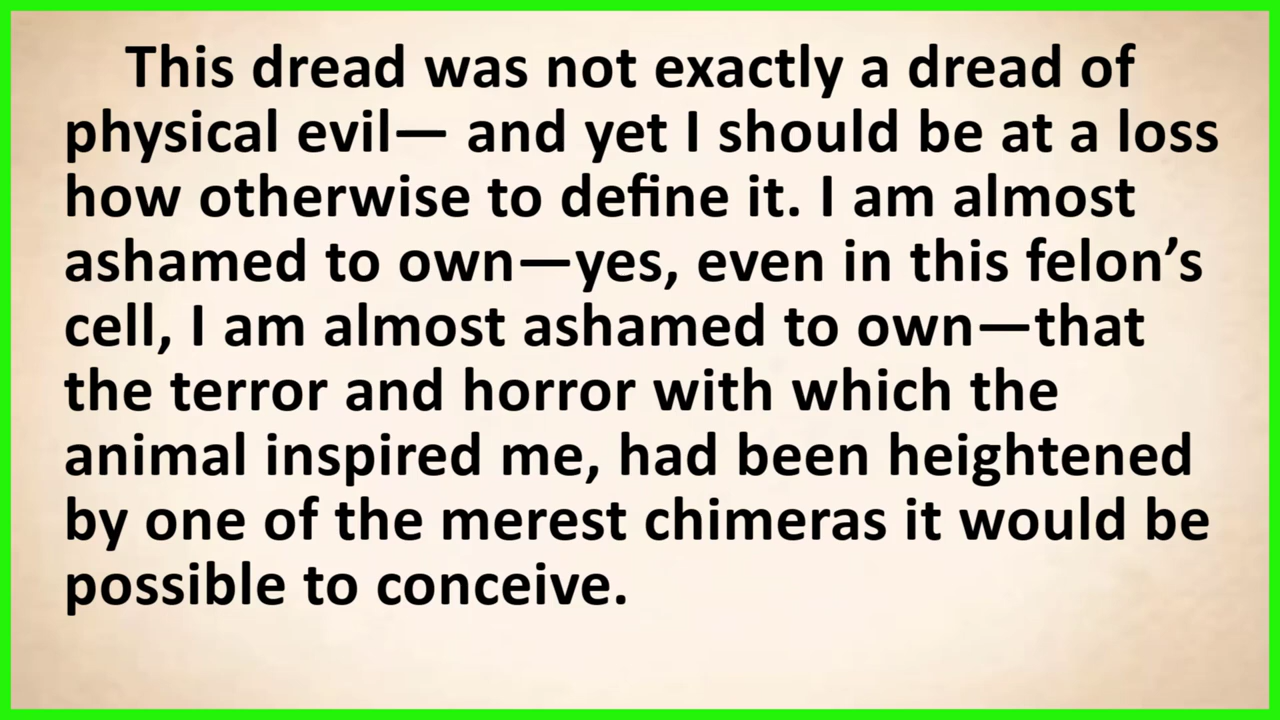 This dread was not exactly a dread of
physical evil— and yet I should be at a loss
how otherwise to define it. I am almost
ashamed to own—yes, even in this felon’s
cell, I am almost ashamed to own—that
the terror and horror with which the
animal inspired me, had been heightened
by one of the merest chimeras it would be
possible to conceive.